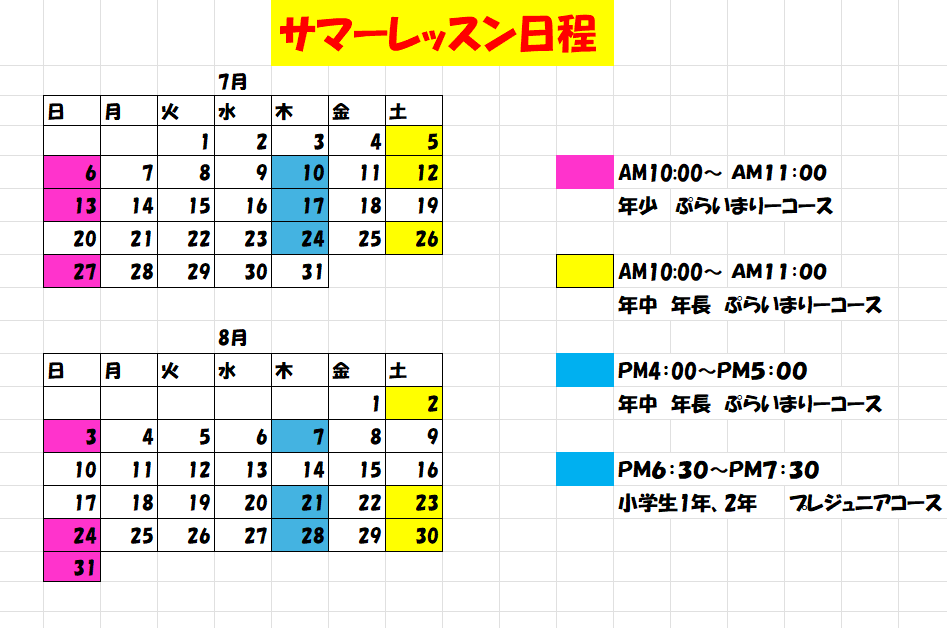 サマーレッスン日程
7月
日 月 火 水 木 金 土
1 2 3 4 5
6 7 8 9 10 11 12
13 14 15 16 17 18 19
20 21 22 23 24 25 26
27 28 29 30 31
8月
日 月 火 水 木 金 土
1 2
3 4 5 6 7 8 9
10 11 12 13 14 15 16
17 18 19 20 21 22 23
24 25 26 27 28 29 30
31
AM10:00～ AM11:00
年少 ぷらいまりーコース
AM10:00～ AM11:00
年中 年長 ぷらいまりーコース
PM4:00～PM5:00
年中 年長 ぷらいまりーコース
PM6:30～PM7:30
小学生1年、2年 プレジュニアコース